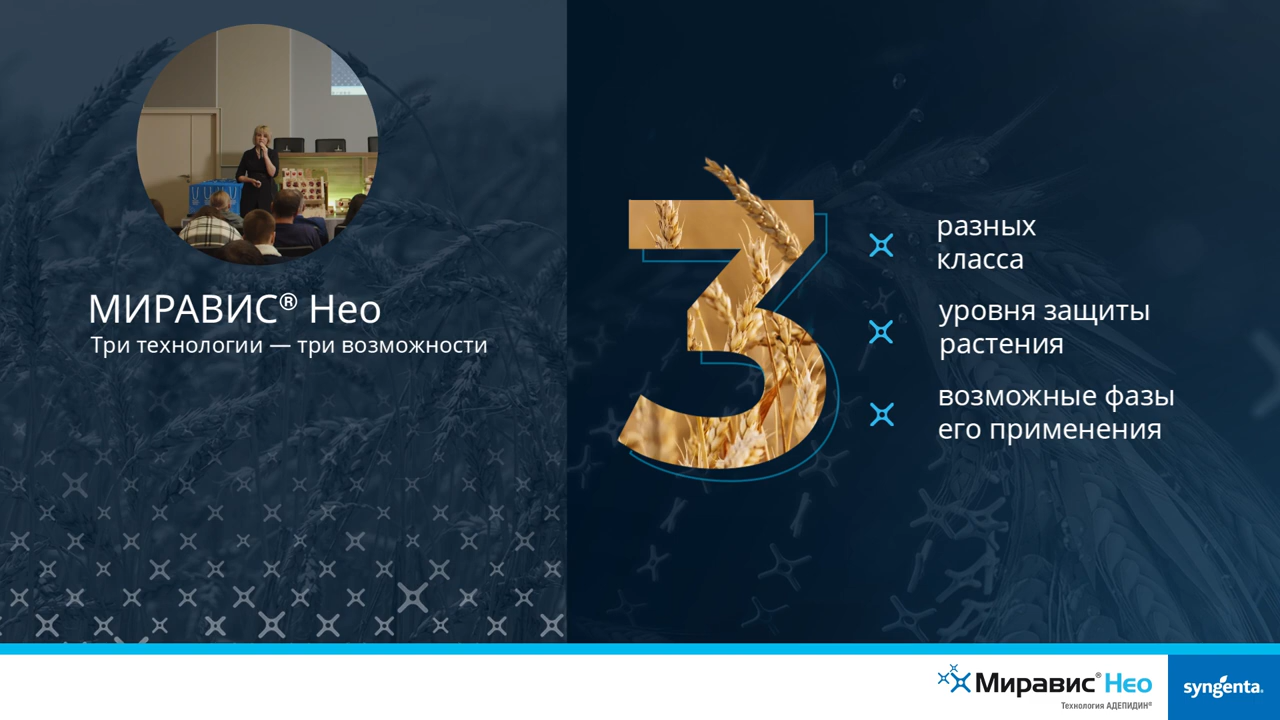 МИРАВИС® Нео
Три технологии — три возможности
3
разных
класса
уровня защиты
растения
возможные фазы
его применения
Миравис® Нео
Технология АДЕПИДИН®
syngenta.